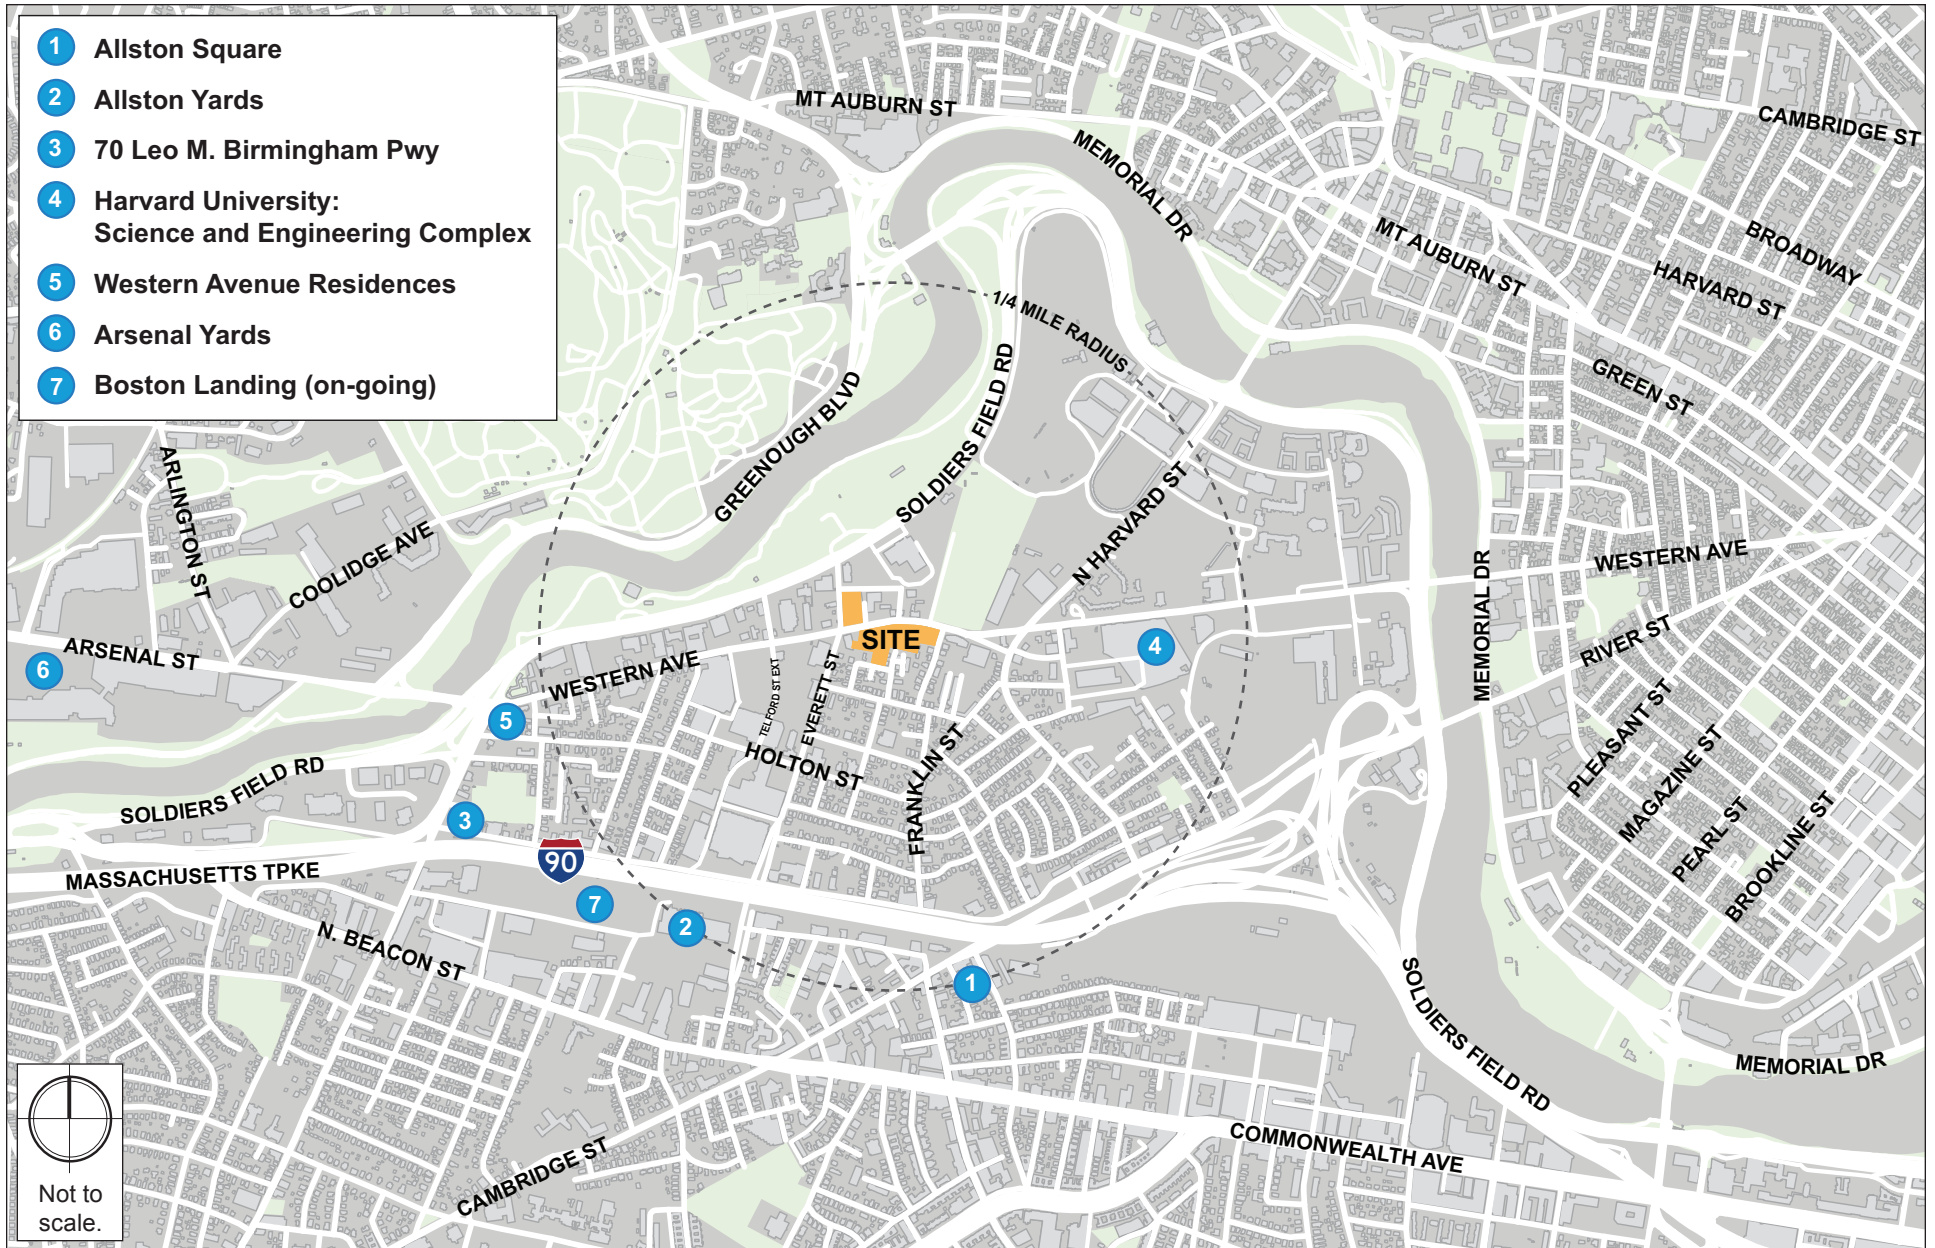 1 Allston Square
2 Allston Yards
3 70 Leo M. Birmingham Pwy
4 Harvard University:
Science and Engineering Complex
5 Western Avenue Residences
6 Arsenal Yards
7 Boston Landing (on-going)
MT AUBURN ST
CAMBRIDGE ST
MEMORIAL DR
MT AUBURN ST
BROADWAY
HARVARD ST
1/4 MILE RADIUS
GREEN ST
GREENOUGH BLVD
SOLDIERS FIELD RD
N HARVARD ST
ARLINGTON ST
COOLIDGE AVE
WESTERN AVE
MEMORIAL DR
RIVER ST
SITE
4
ARSENAL ST
6
WESTERN AVE
5
TELFORD ST EXT
EVERETT ST
HOLTON ST
FRANKLIN ST
PLEASANT ST
MAGAZINE ST
PEARL ST
BROOKLINE ST
SOLDIERS FIELD RD
3
90
MASSACHUSETTS TPKE
7
2
N. BEACON ST
1
SOLDIERS FIELD RD
MEMORIAL DR
COMMONWEALTH AVE
CAMBRIDGE ST
Not to
scale.